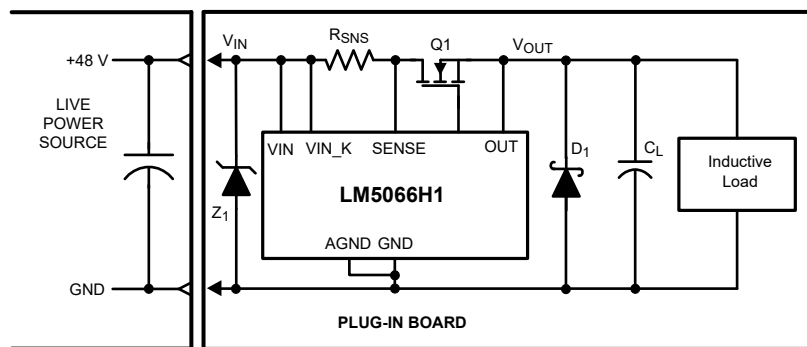 V_IN R_SNS Q1 V_OUT
+48 V
LIVE
POWER
SOURCE
VIN VIN_K SENSE OUT
D_1 C_L
Inductive
Load
LM5066H1
Z_1
AGND GND
GND
PLUG-IN BOARD